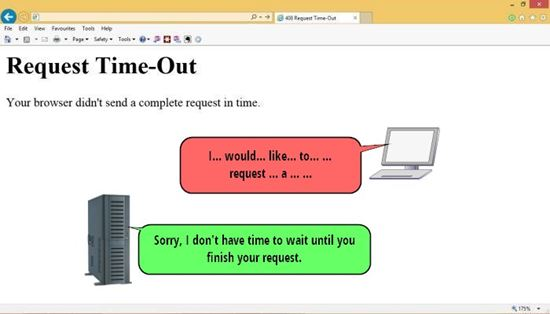 408 Request Time-Out
File Edit View Favourites Tools Help
Page Safety Tools
Request Time-Out
Your browser didn't send a complete request in time.
I... would... like... to... ...
request ... a ... ...
Sorry, I don't have time to wait until you
finish your request.
175%